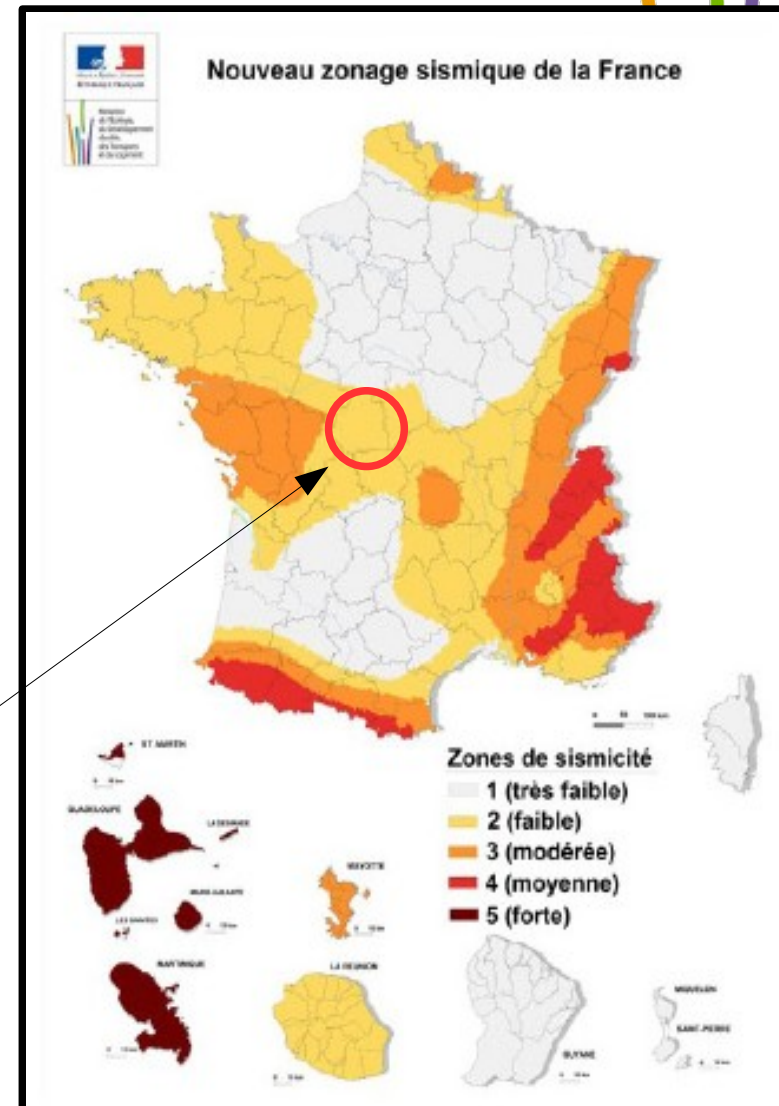 Nouveau zonage sismique de la France
ST MARTIN
GUADELOUPE
LA DESIRADE
MARIE-GALANTE
LES SAINTES
MAYOTTE
MARTINIQUE
LA REUNION
GUYANE
MIQUELON
SAINT-PIERRE
Zones de sismicité
1 (très faible)
2 (faible)
3 (modérée)
4 (moyenne)
5 (forte)